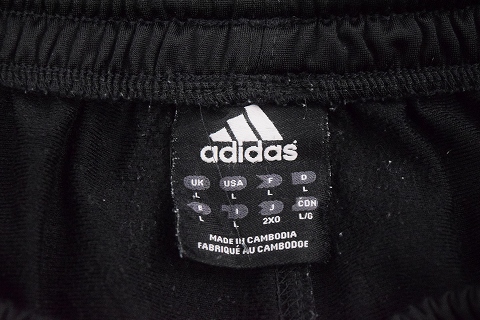 adidas
UK USA F D
L L L L
E I J CDN
L L 2XO L/G
MADE IN CAMBODIA
FABRIQUÉ AU CAMBODGE